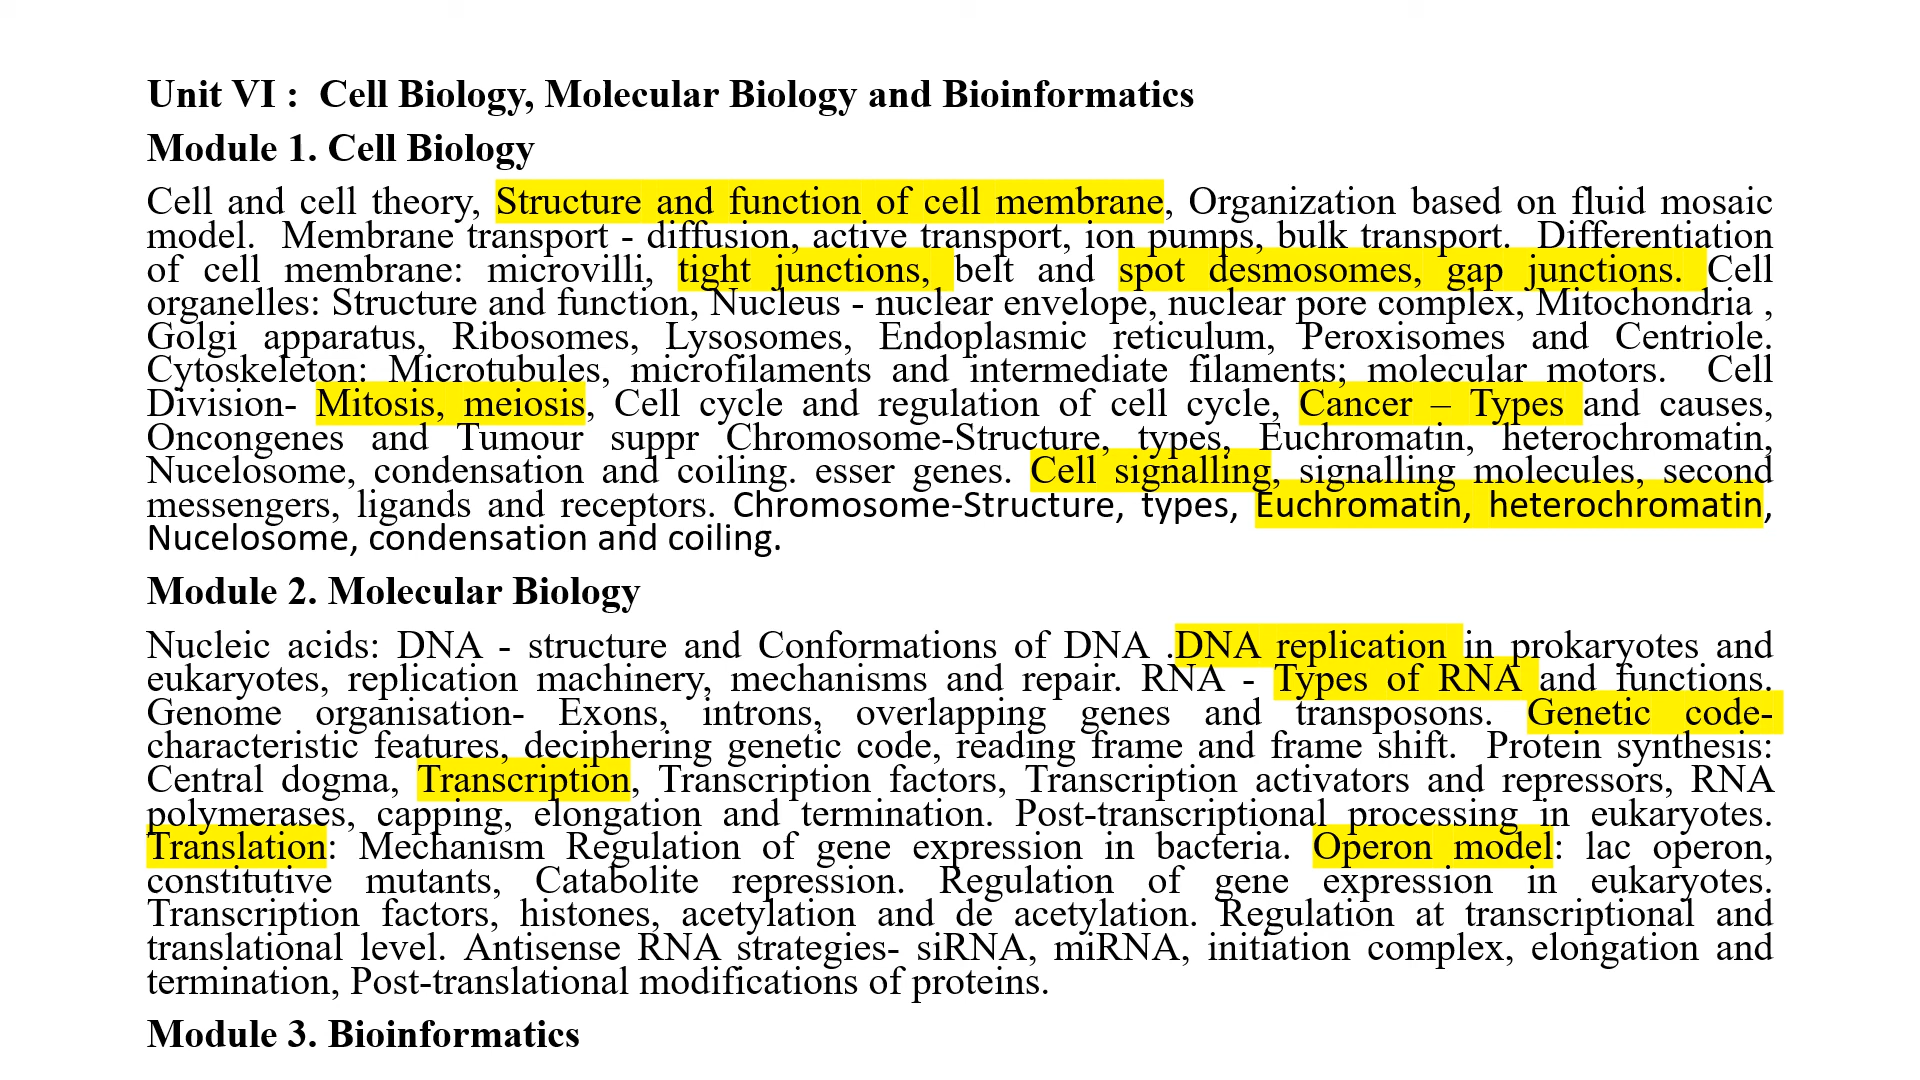 Unit VI :  Cell Biology, Molecular Biology and Bioinformatics
Module 1. Cell Biology
Cell and cell theory, Structure and function of cell membrane, Organization based on fluid mosaic
model.  Membrane transport - diffusion, active transport, ion pumps, bulk transport.  Differentiation
of cell membrane: microvilli, tight junctions, belt and spot desmosomes, gap junctions. Cell
organelles: Structure and function, Nucleus - nuclear envelope, nuclear pore complex, Mitochondria ,
Golgi apparatus, Ribosomes, Lysosomes, Endoplasmic reticulum, Peroxisomes and Centriole.
Cytoskeleton: Microtubules, microfilaments and intermediate filaments; molecular motors.  Cell
Division- Mitosis, meiosis, Cell cycle and regulation of cell cycle, Cancer – Types and causes,
Oncongenes and Tumour suppr Chromosome-Structure, types, Euchromatin, heterochromatin,
Nucelosome, condensation and coiling. esser genes. Cell signalling, signalling molecules, second
messengers, ligands and receptors. Chromosome-Structure, types, Euchromatin, heterochromatin,
Nucelosome, condensation and coiling.
Module 2. Molecular Biology
Nucleic acids: DNA - structure and Conformations of DNA .DNA replication in prokaryotes and
eukaryotes, replication machinery, mechanisms and repair. RNA - Types of RNA and functions.
Genome organisation- Exons, introns, overlapping genes and transposons. Genetic code-
characteristic features, deciphering genetic code, reading frame and frame shift.  Protein synthesis:
Central dogma, Transcription, Transcription factors, Transcription activators and repressors, RNA
polymerases, capping, elongation and termination. Post-transcriptional processing in eukaryotes.
Translation: Mechanism Regulation of gene expression in bacteria. Operon model: lac operon,
constitutive mutants, Catabolite repression. Regulation of gene expression in eukaryotes.
Transcription factors, histones, acetylation and de acetylation. Regulation at transcriptional and
translational level. Antisense RNA strategies- siRNA, miRNA, initiation complex, elongation and
termination, Post-translational modifications of proteins.
Module 3. Bioinformatics